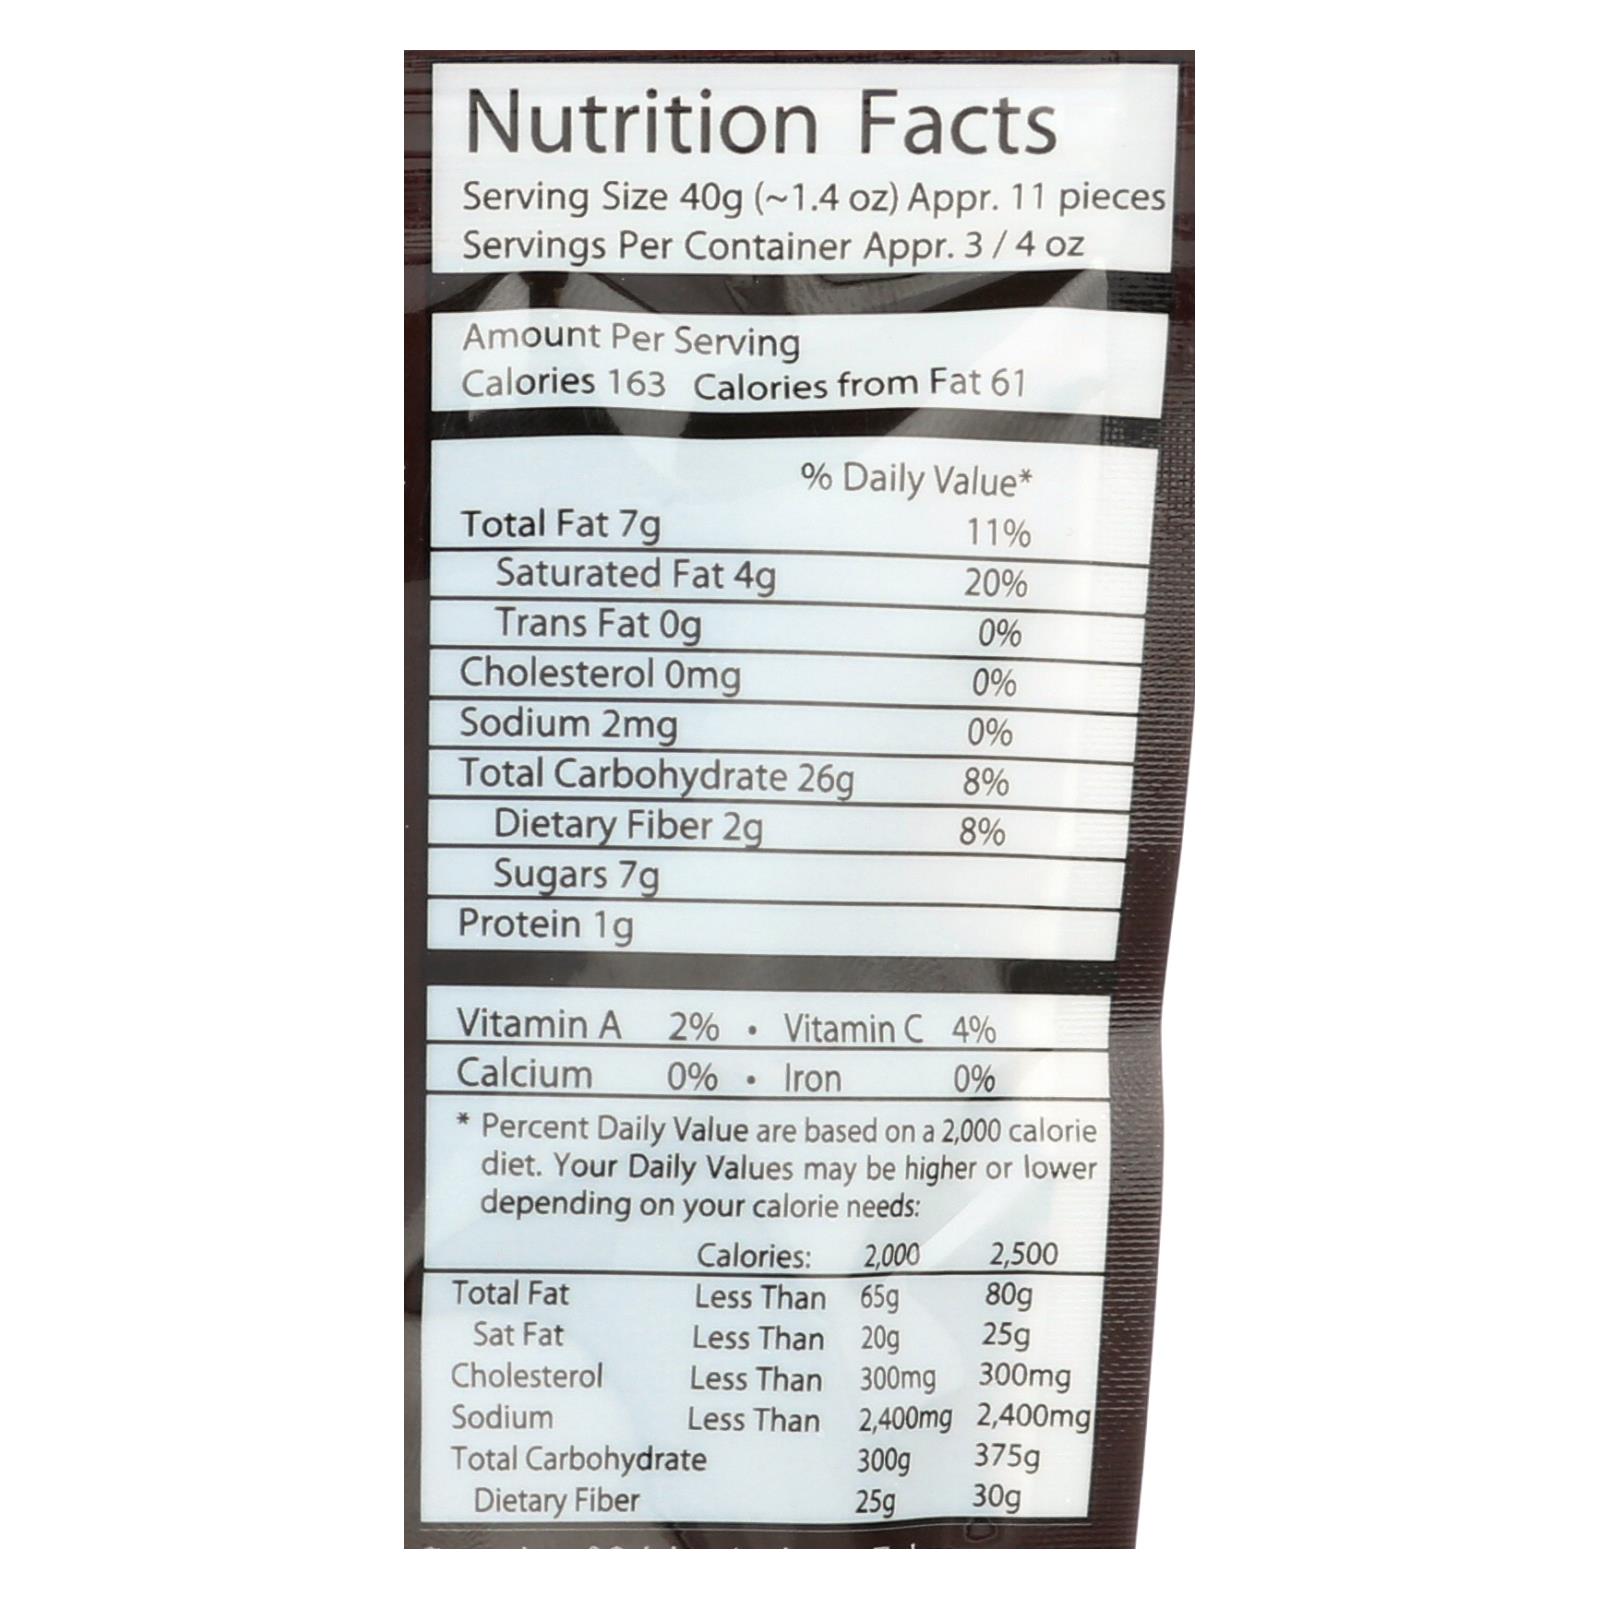 Nutrition Facts
Serving Size 40g (~1.4 oz) Appr. 11 pieces
Servings Per Container Appr. 3 / 4 oz
Amount Per Serving
Calories 163 Calories from Fat 61
% Daily Value*
Total Fat 7g 11%
Saturated Fat 4g 20%
Trans Fat 0g 0%
Cholesterol 0mg 0%
Sodium 2mg 0%
Total Carbohydrate 26g 8%
Dietary Fiber 2g 8%
Sugars 7g
Protein 1g
Vitamin A 2% • Vitamin C 4%
Calcium 0% • Iron 0%
* Percent Daily Value are based on a 2,000 calorie
diet. Your Daily Values may be higher or lower
depending on your calorie needs:
Calories: 2,000 2,500
Total Fat Less Than 65g 80g
Sat Fat Less Than 20g 25g
Cholesterol Less Than 300mg 300mg
Sodium Less Than 2,400mg 2,400mg
Total Carbohydrate 300g 375g
Dietary Fiber 25g 30g